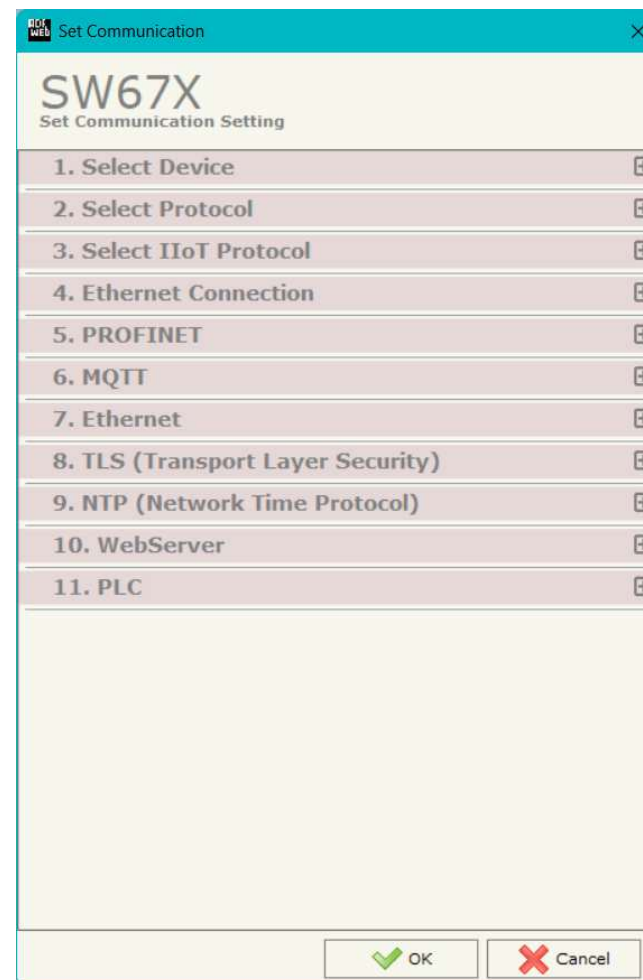 ADF
WEB
Set Communication
SW67X
Set Communication Setting
1. Select Device
2. Select Protocol
3. Select IIoT Protocol
4. Ethernet Connection
5. PROFINET
6. MQTT
7. Ethernet
8. TLS (Transport Layer Security)
9. NTP (Network Time Protocol)
10. WebServer
11. PLC
OK
Cancel